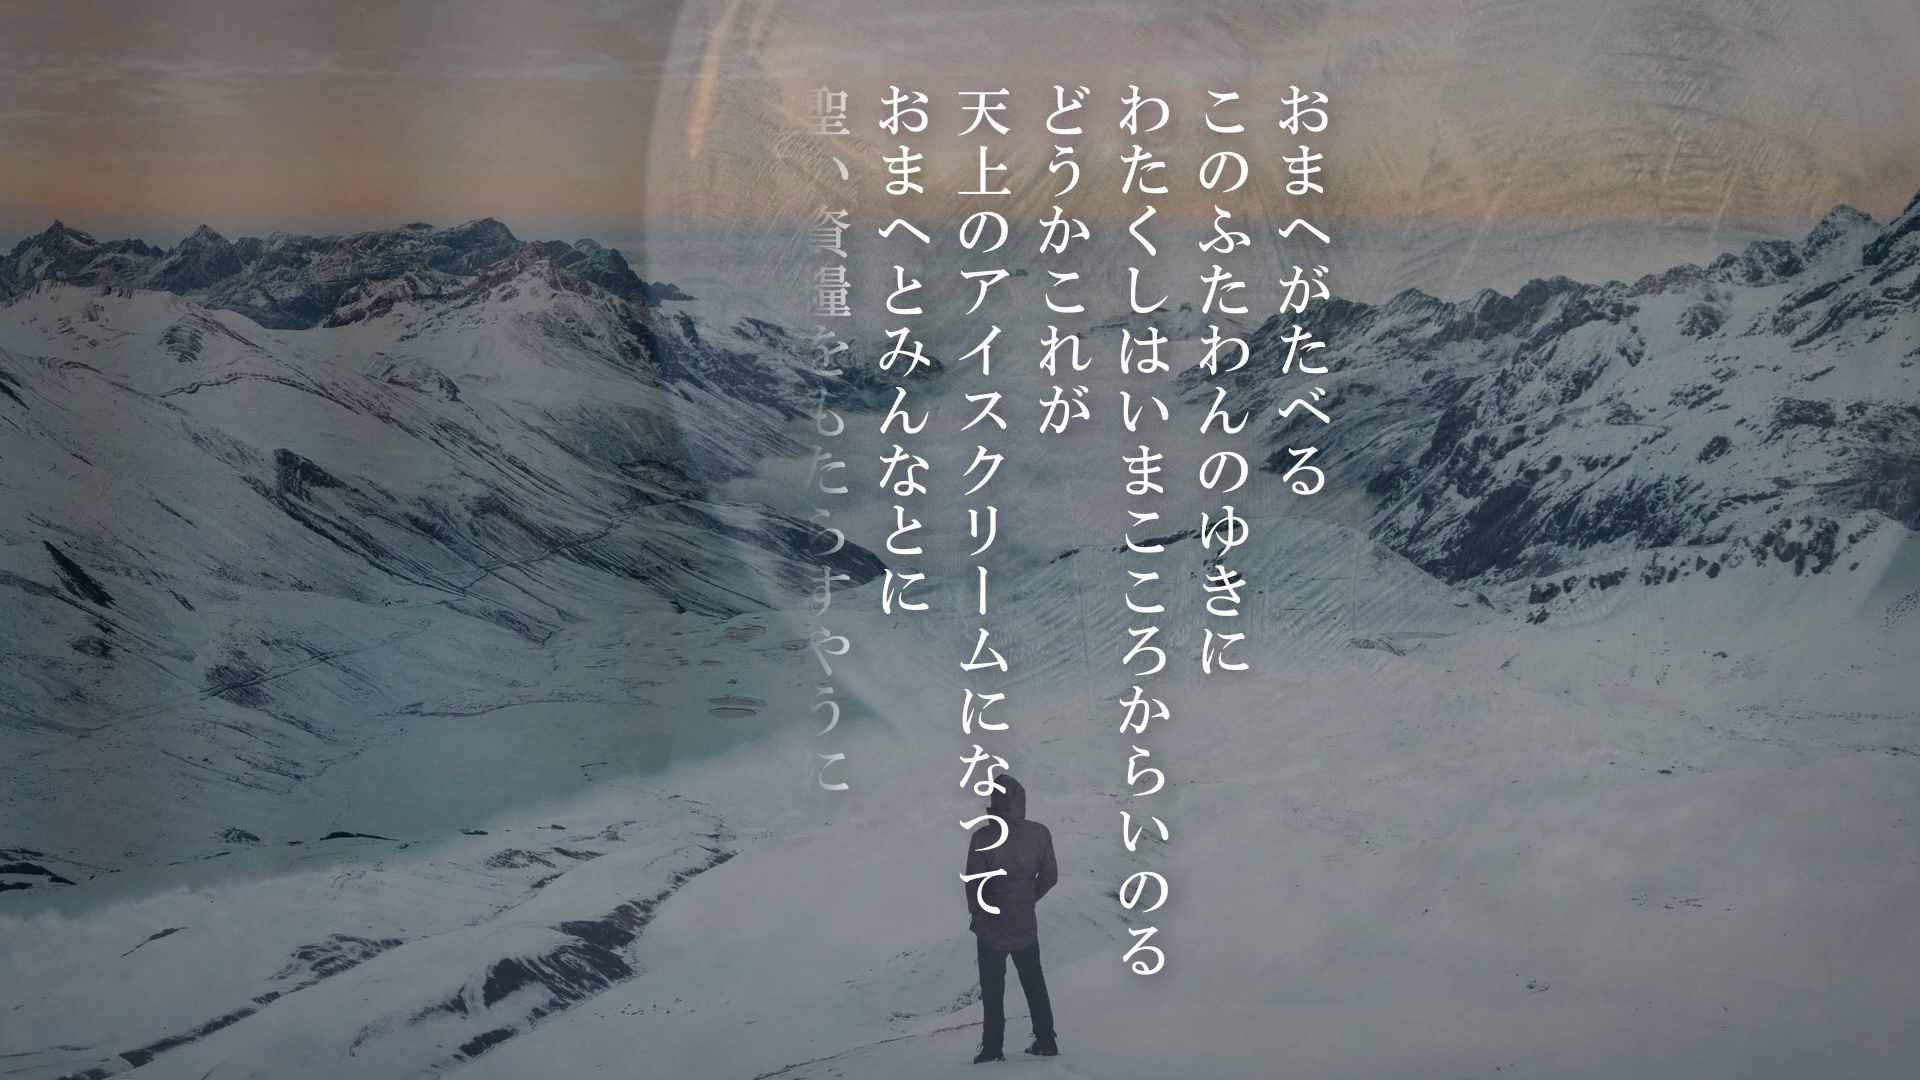 おまへがたべる
このふたわんのゆきに
わたくしはいまこころからいのる
どうかこれが
天上のアイスクリームになつて
おまへとみんなとに
聖い資糧をもたらすやうに